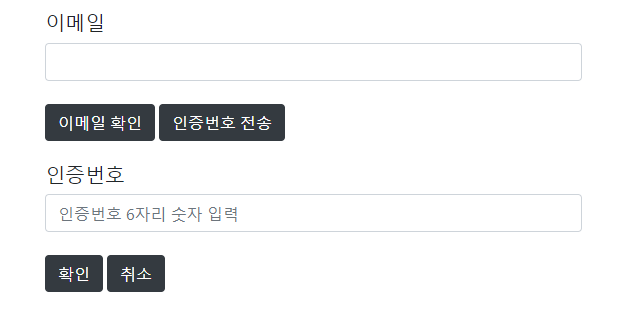 이메일
이메일 확인 인증번호 전송
인증번호
인증번호 6자리 숫자 입력
확인 취소